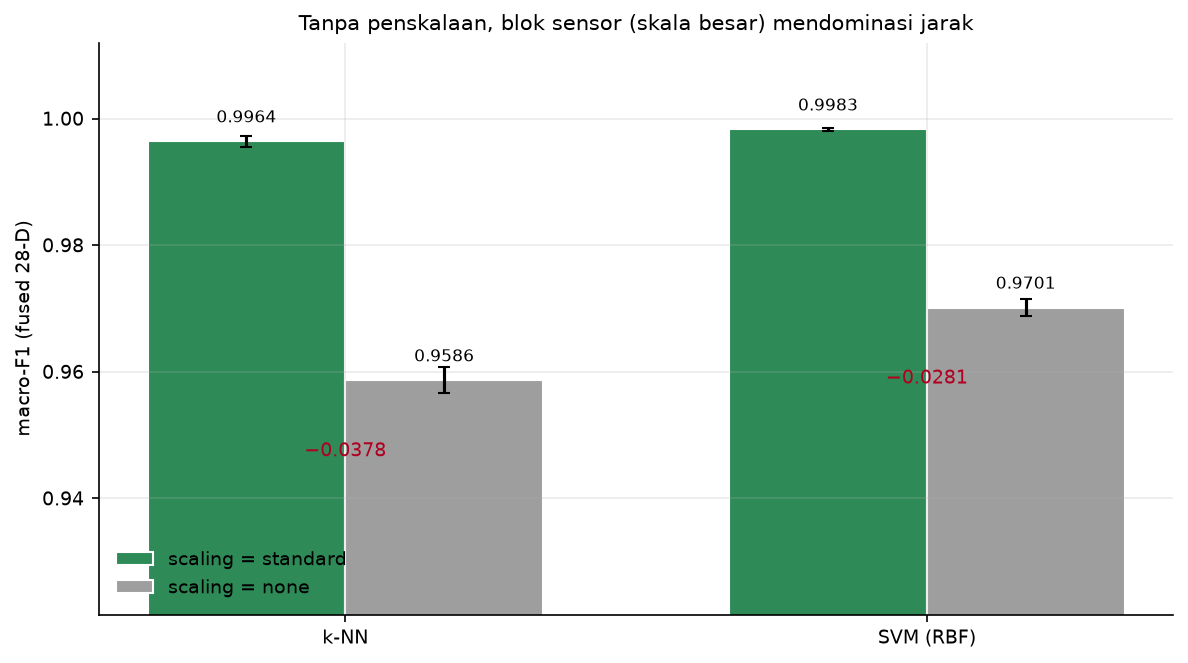 Tanpa penskalaan, blok sensor (skala besar) mendominasi jarak
macro-F1 (fused 28-D)
1.00
0.98
0.96
0.94
0.9964
0.9586
−0.0378
0.9983
0.9701
−0.0281
scaling = standard
scaling = none
k-NN
SVM (RBF)